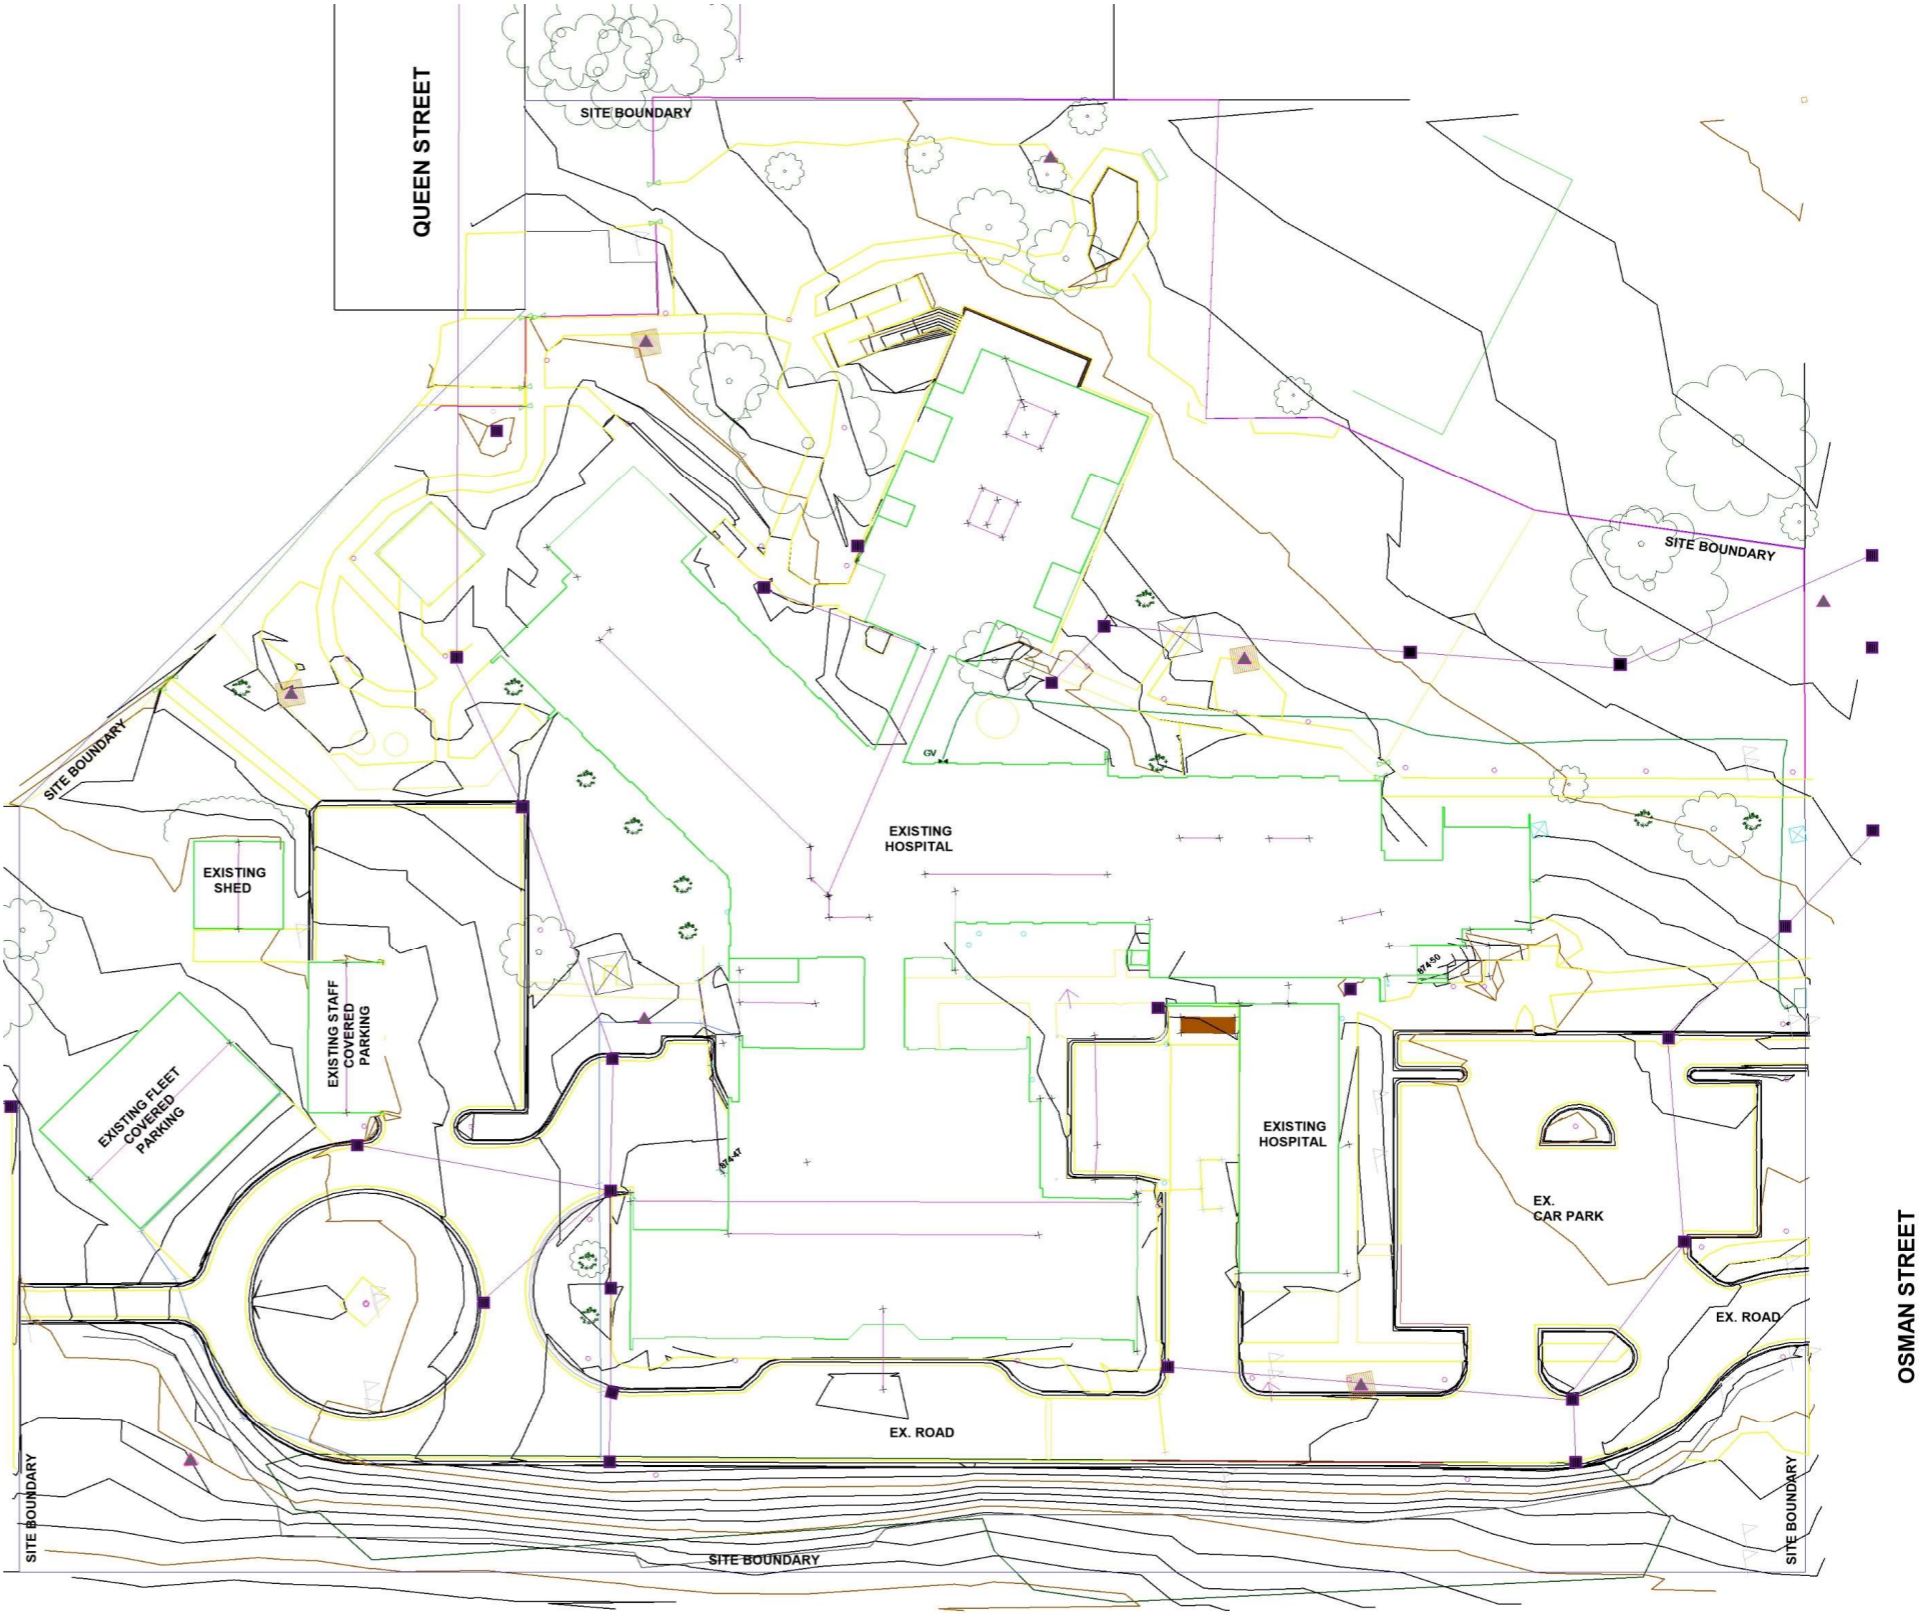 QUEEN STREET
SITE BOUNDARY
SITE BOUNDARY
SITE BOUNDARY
GV
EXISTING
HOSPITAL
EXISTING
SHED
874·50
EXISTING STAFF
COVERED
PARKING
EXISTING FLEET
COVERED
PARKING
874·47
EXISTING
HOSPITAL
EX.
CAR PARK
EX. ROAD
OSMAN STREET
EX. ROAD
SITE BOUNDARY
SITE BOUNDARY
SITE BOUNDARY